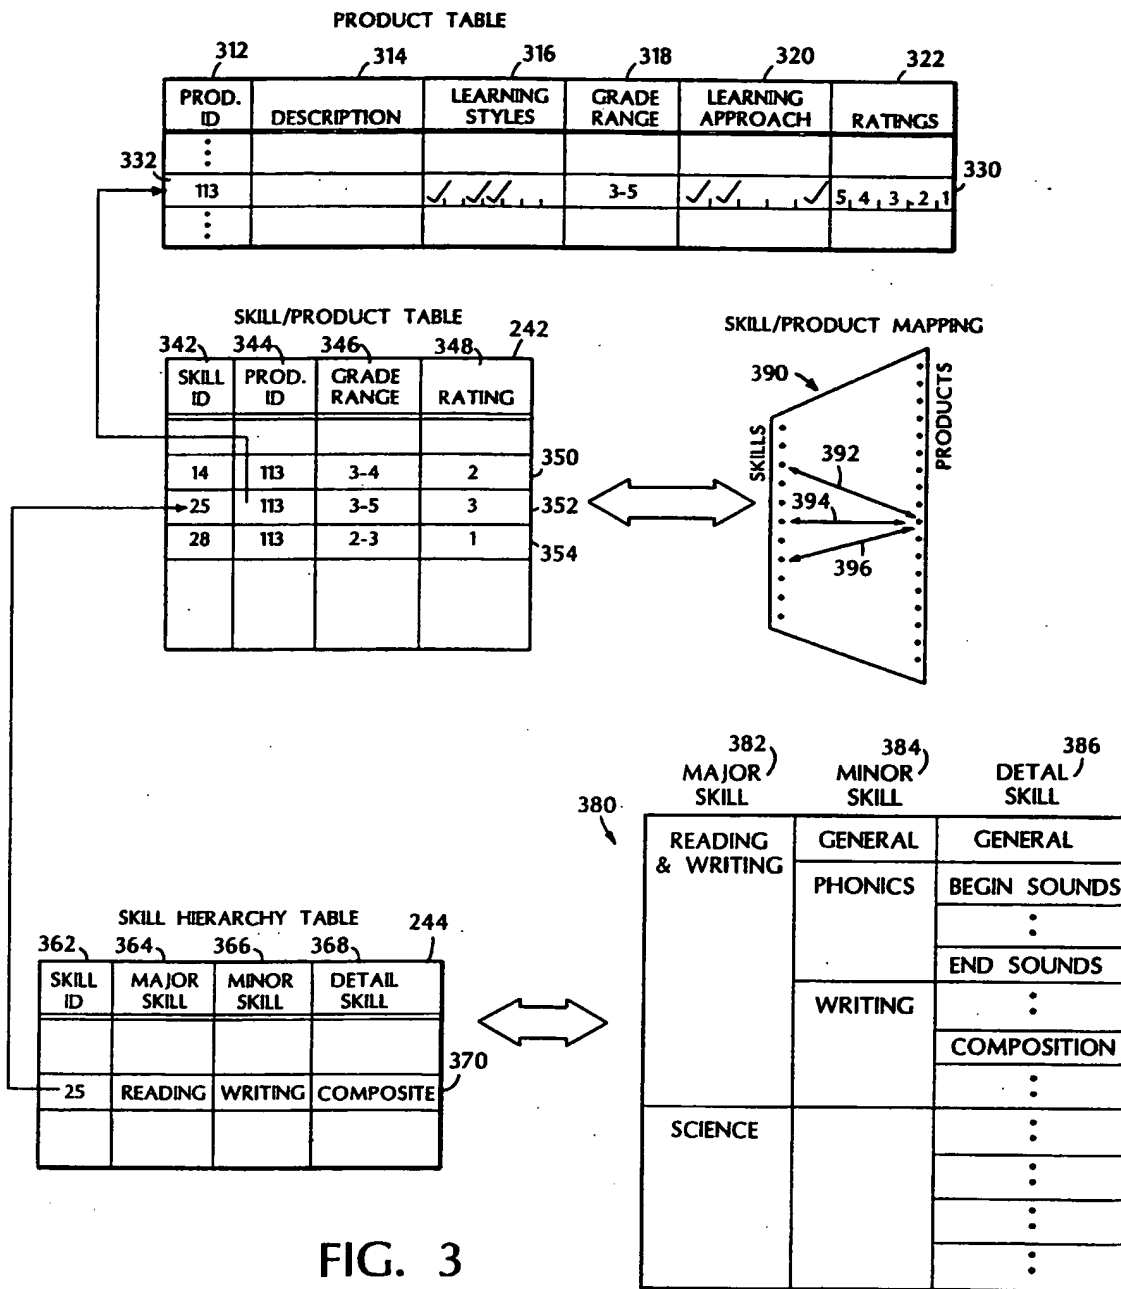 PRODUCT TABLE
312 314 316 318 320 322
PROD. ID DESCRIPTION LEARNING STYLES GRADE RANGE LEARNING APPROACH RATINGS
332
113 3-5 5 4 3 2 1 330
SKILL/PRODUCT TABLE
342 344 346 348 242
SKILL ID PROD. ID GRADE RANGE RATING
14 113 3-4 2 350
25 113 3-5 3 352
28 113 2-3 1 354
SKILL/PRODUCT MAPPING
390
SKILLS
PRODUCTS
392
394
396
SKILL HIERARCHY TABLE
362 364 366 368 244
SKILL ID MAJOR SKILL MINOR SKILL DETAIL SKILL
25 READING WRITING COMPOSITE 370
380
382 384 386
MAJOR SKILL MINOR SKILL DETAL SKILL
READING & WRITING GENERAL GENERAL
PHONICS BEGIN SOUNDS
END SOUNDS
WRITING
COMPOSITION
SCIENCE
FIG. 3